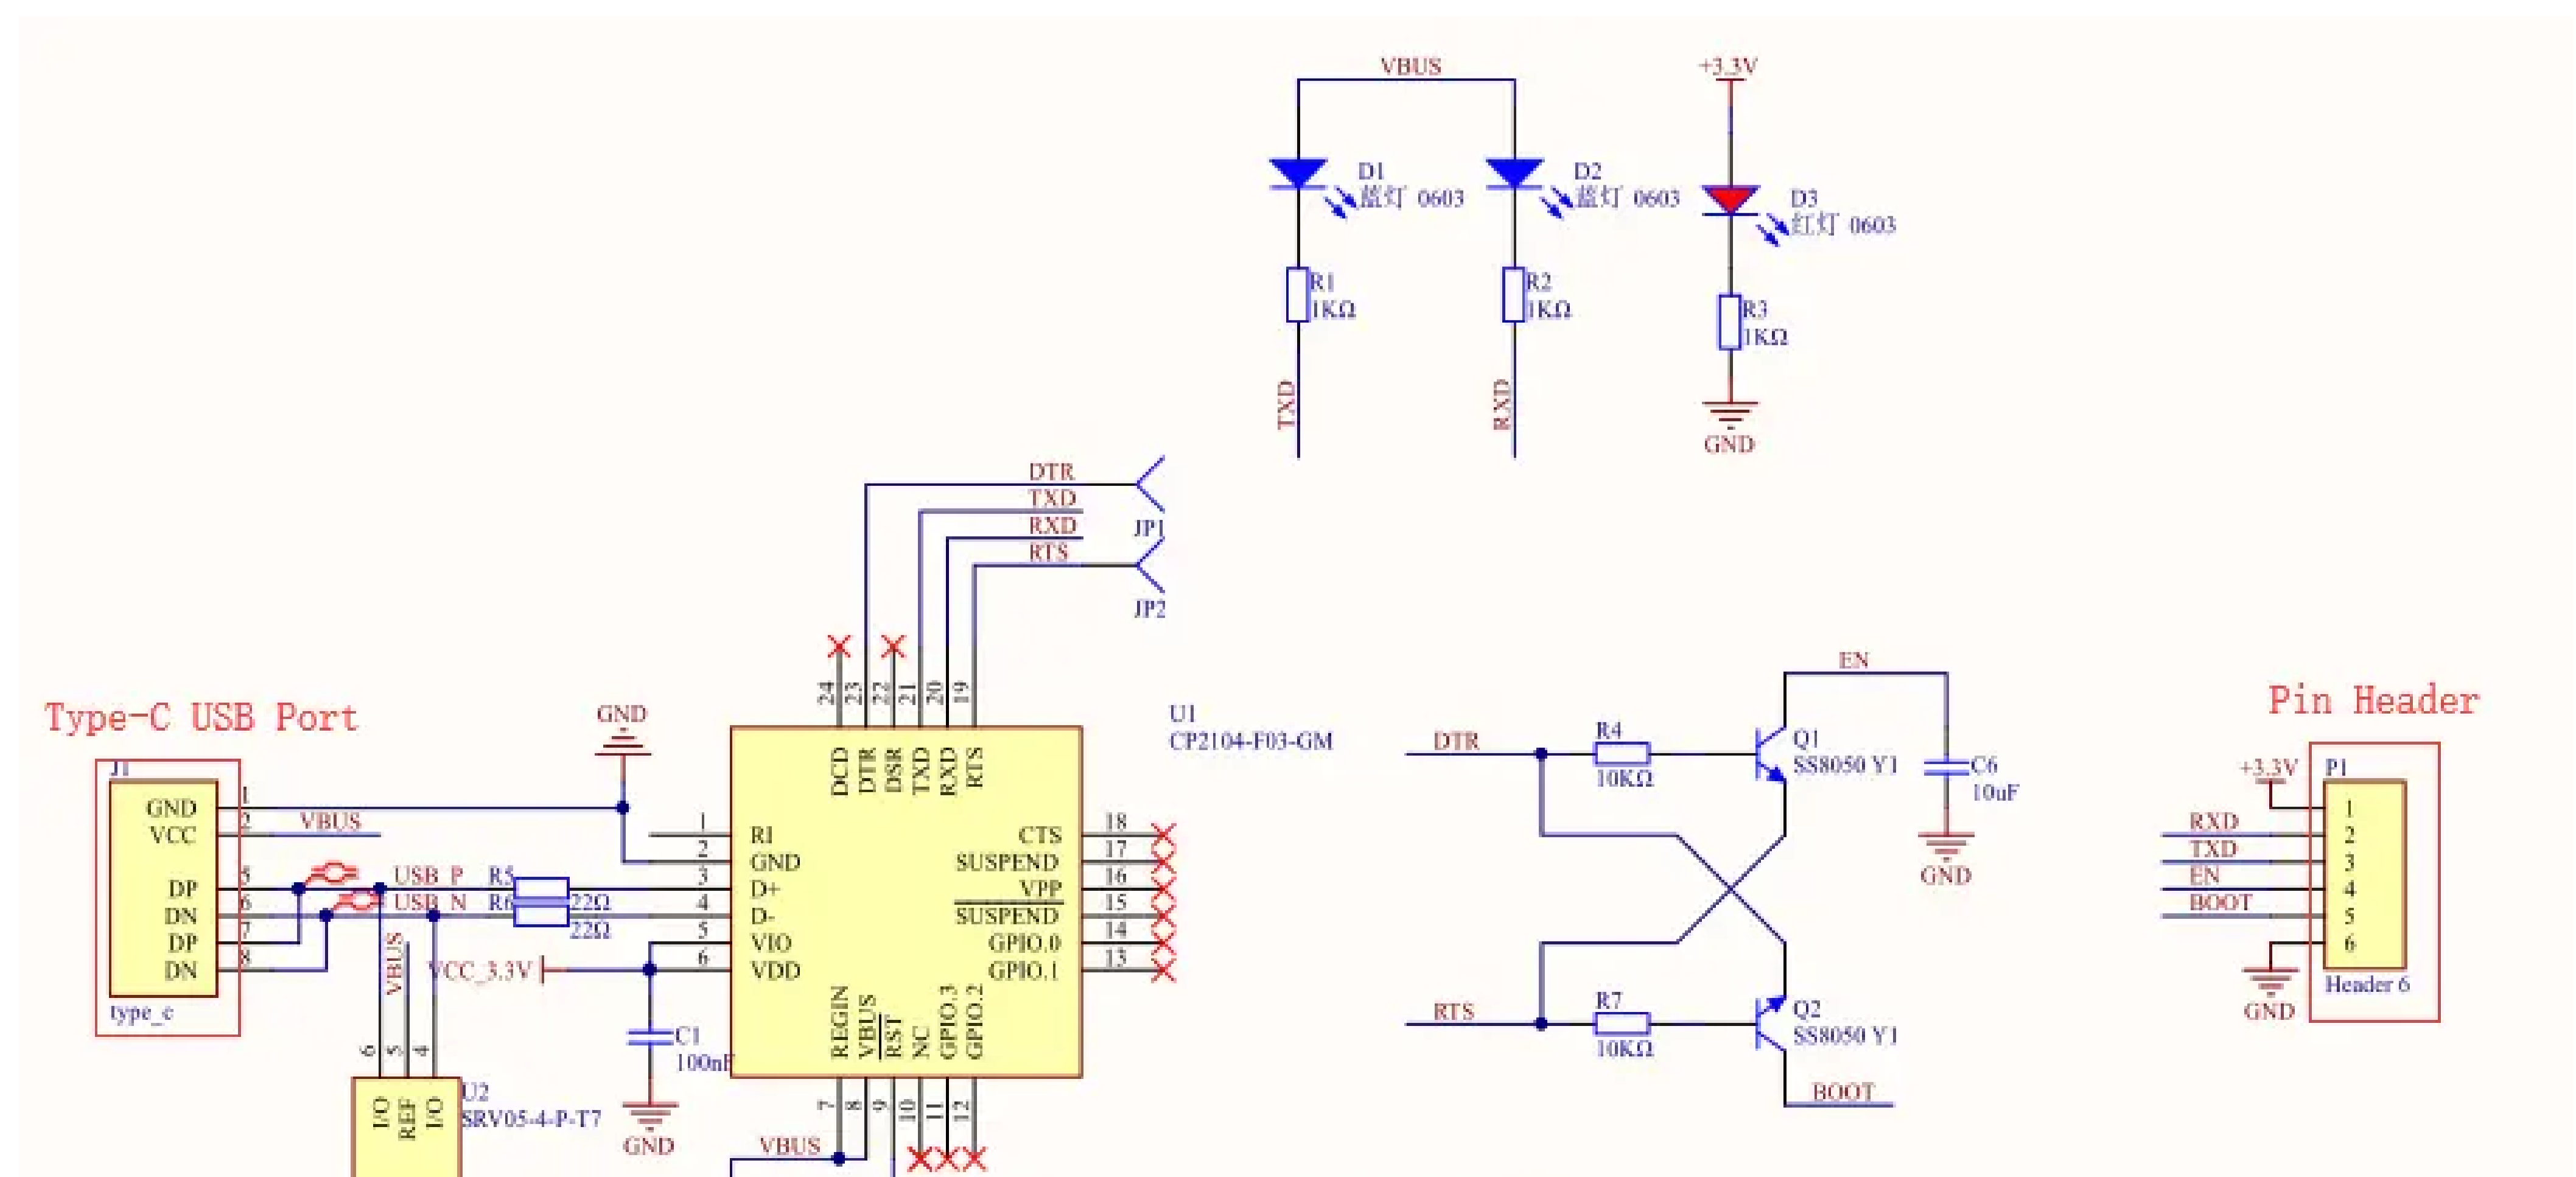 VBUS
+3.3V
D1
蓝灯 0603
D2
蓝灯 0603
D3
红灯 0603
R1
1KΩ
R2
1KΩ
R3
1KΩ
TXD
RXD
GND
DTR
TXD
RXD
RTS
JP1
JP2
24
23
22
21
20
19
DCD
DTR
DSR
TXD
RXD
RTS
U1
CP2104-F03-GM
Type-C USB Port
J1
GND
VCC
DP
DN
DP
DN
1
2
5
6
7
8
type_c
VBUS
GND
USB_P
USB_N
R5
22Ω
R6
22Ω
VBUS
VCC_3.3V
C1
100nF
GND
6
5
4
I/O
REF
I/O
U2
SRV05-4-P-T7
1
2
3
4
5
6
RI
GND
D+
D-
VIO
VDD
18
17
16
15
14
13
CTS
SUSPEND
VPP
SUSPEND
GPIO.0
GPIO.1
REGIN
VBUS
RST
NC
GPIO.3
GPIO.2
7
8
9
10
11
12
VBUS
EN
DTR
R4
10KΩ
Q1
SS8050 Y1
C6
10uF
GND
RTS
R7
10KΩ
Q2
SS8050 Y1
BOOT
Pin Header
+3.3V
P1
RXD
TXD
EN
BOOT
1
2
3
4
5
6
GND
Header 6